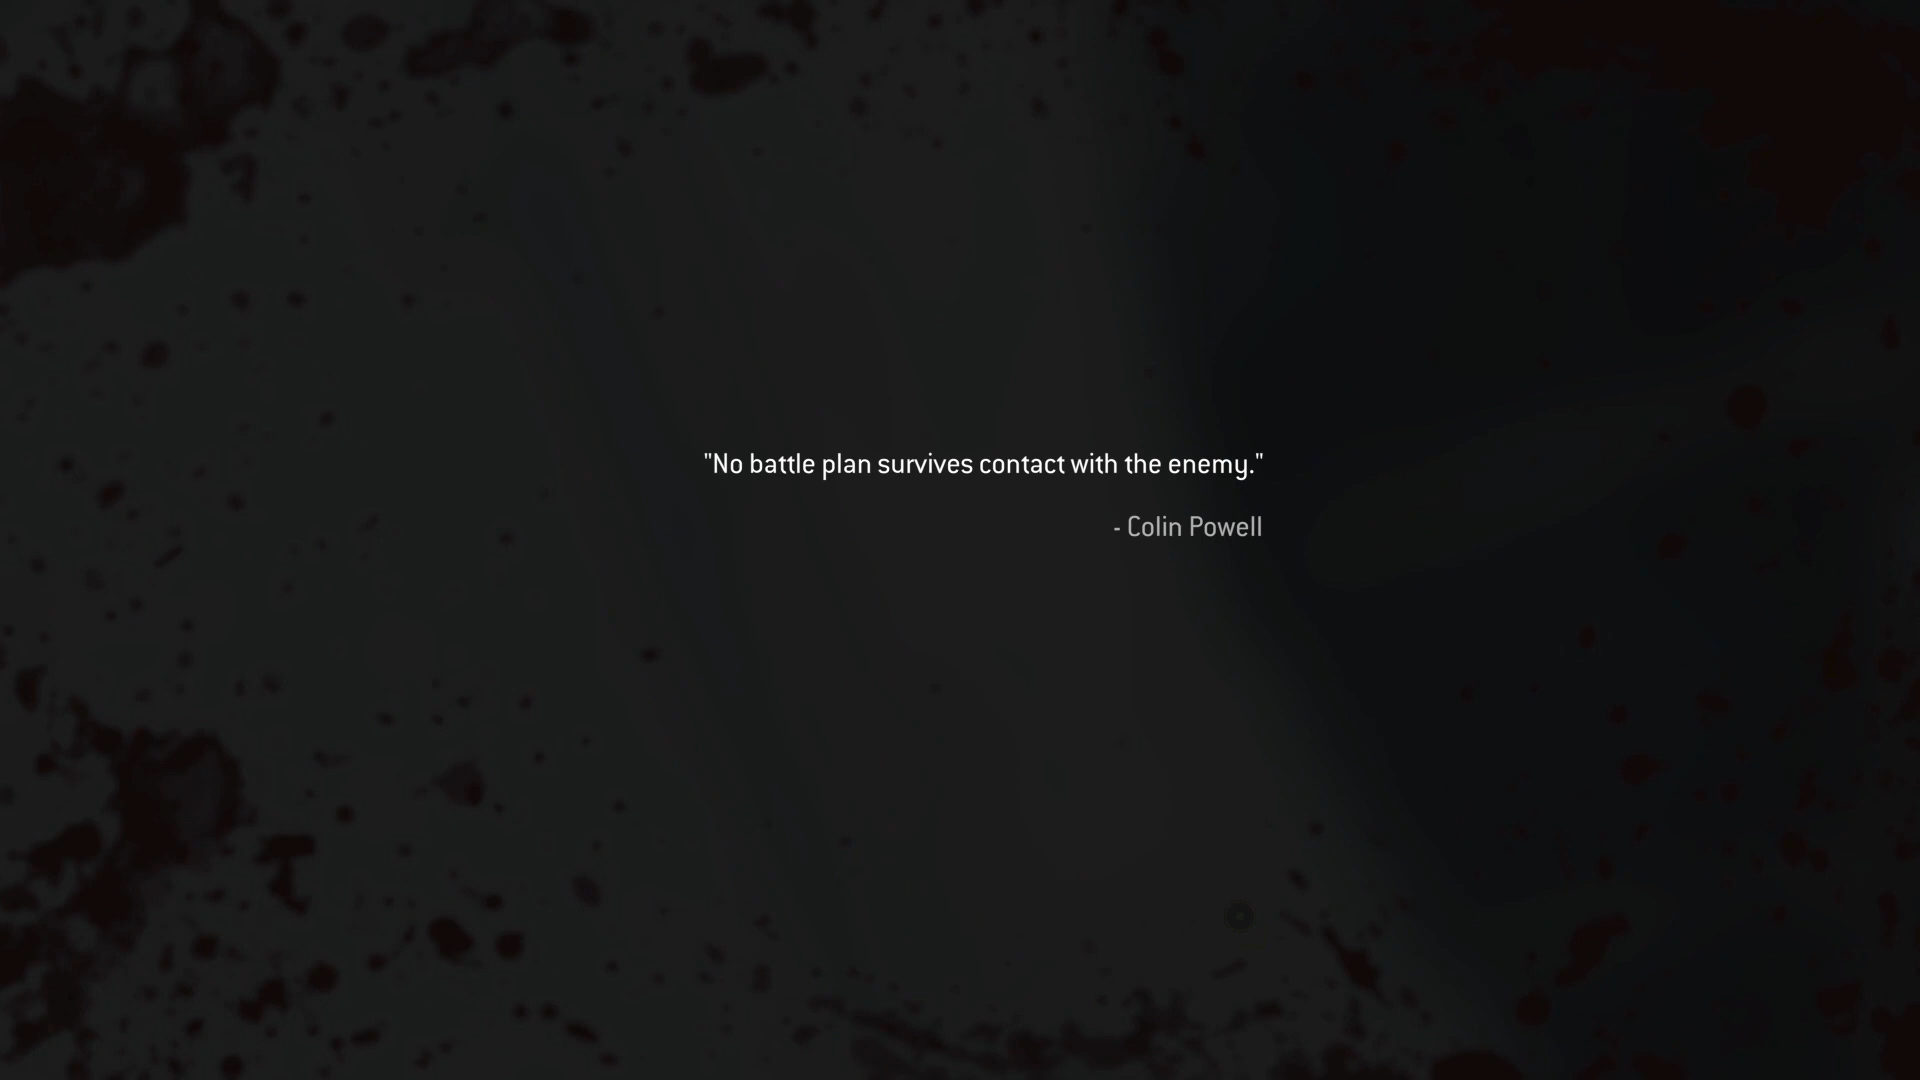 "No battle plan survives contact with the enemy."
- Colin Powell